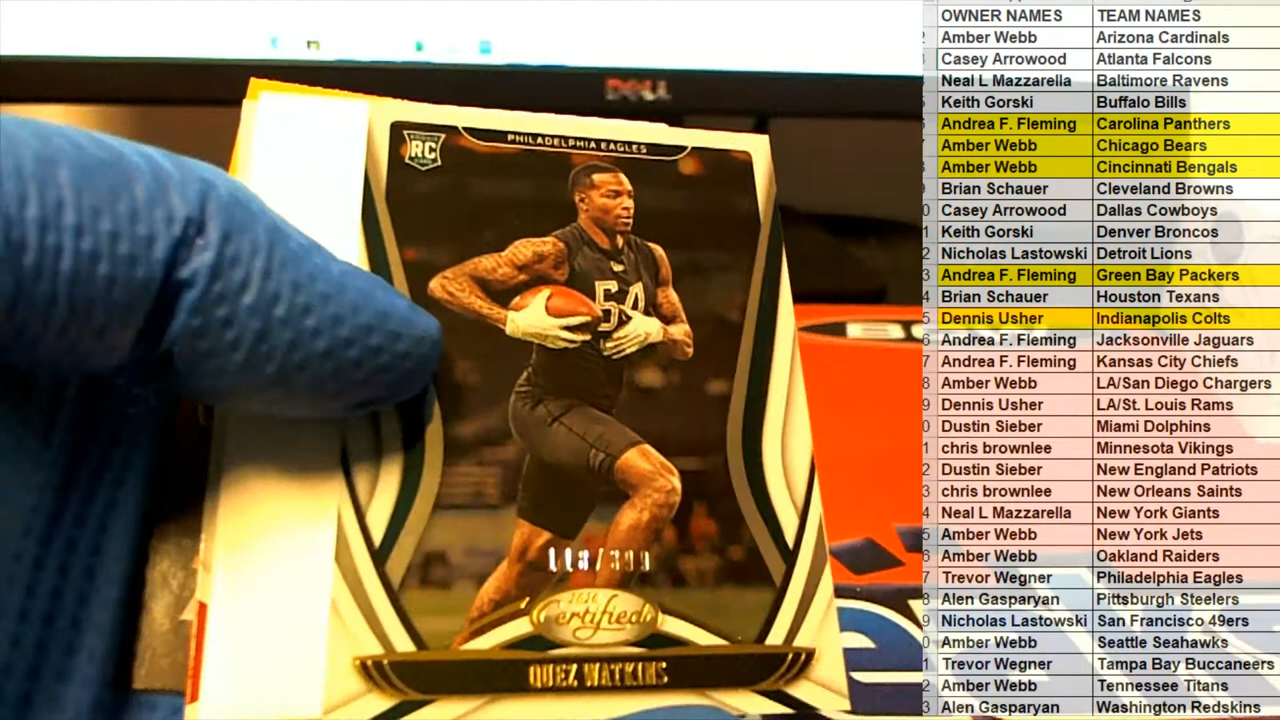 DELL
ROOKIE
RC
PHILADELPHIA EAGLES
54
118/399
2020
Certified
QUEZ WATKINS
OWNER NAMES TEAM NAMES
Amber Webb Arizona Cardinals
Casey Arrowood Atlanta Falcons
Neal L Mazzarella Baltimore Ravens
Keith Gorski Buffalo Bills
Andrea F. Fleming Carolina Panthers
Amber Webb Chicago Bears
Amber Webb Cincinnati Bengals
Brian Schauer Cleveland Browns
Casey Arrowood Dallas Cowboys
Keith Gorski Denver Broncos
Nicholas Lastowski Detroit Lions
Andrea F. Fleming Green Bay Packers
Brian Schauer Houston Texans
Dennis Usher Indianapolis Colts
Andrea F. Fleming Jacksonville Jaguars
Andrea F. Fleming Kansas City Chiefs
Amber Webb LA/San Diego Chargers
Dennis Usher LA/St. Louis Rams
Dustin Sieber Miami Dolphins
chris brownlee Minnesota Vikings
Dustin Sieber New England Patriots
chris brownlee New Orleans Saints
Neal L Mazzarella New York Giants
Amber Webb New York Jets
Amber Webb Oakland Raiders
Trevor Wegner Philadelphia Eagles
Alen Gasparyan Pittsburgh Steelers
Nicholas Lastowski San Francisco 49ers
Amber Webb Seattle Seahawks
Trevor Wegner Tampa Bay Buccaneers
Amber Webb Tennessee Titans
Alen Gasparyan Washington Redskins